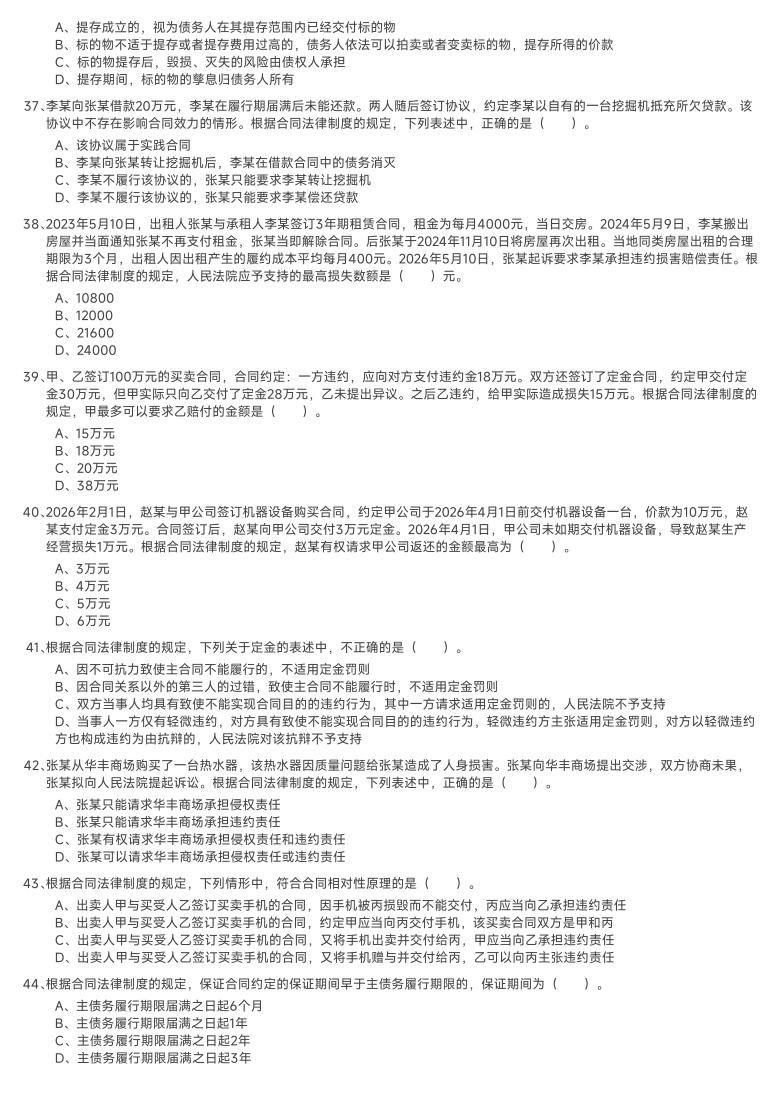 A、提存成立的，视为债务人在其提存范围内已经交付标的物
B、标的物不适于提存或者提存费用过高的，债务人依法可以拍卖或者变卖标的物，提存所得的价款
C、标的物提存后，毁损、灭失的风险由债权人承担
D、提存期间，标的物的孳息归债务人所有
37、李某向张某借款20万元，李某在履行期届满后未能还款。两人随后签订协议，约定李某以自有的一台挖掘机抵充所欠贷款。该
协议中不存在影响合同效力的情形。根据合同法律制度的规定，下列表述中，正确的是（　　）。
A、该协议属于实践合同
B、李某向张某转让挖掘机后，李某在借款合同中的债务消灭
C、李某不履行该协议的，张某只能要求李某转让挖掘机
D、李某不履行该协议的，张某只能要求李某偿还贷款
38、2023年5月10日，出租人张某与承租人李某签订3年期租赁合同，租金为每月4000元，当日交房。2024年5月9日，李某搬出
房屋并当面通知张某不再支付租金，张某当即解除合同。后张某于2024年11月10日将房屋再次出租。当地同类房屋出租的合理
期限为3个月，出租人因出租产生的履约成本平均每月400元。2026年5月10日，张某起诉要求李某承担违约损害赔偿责任。根
据合同法律制度的规定，人民法院应予支持的最高损失数额是（　　）元。
A、10800
B、12000
C、21600
D、24000
39、甲、乙签订100万元的买卖合同，合同约定：一方违约，应向对方支付违约金18万元。双方还签订了定金合同，约定甲交付定
金30万元，但甲实际只向乙交付了定金28万元，乙未提出异议。之后乙违约，给甲实际造成损失15万元。根据合同法律制度的
规定，甲最多可以要求乙赔付的金额是（　　）。
A、15万元
B、18万元
C、20万元
D、38万元
40、2026年2月1日，赵某与甲公司签订机器设备购买合同，约定甲公司于2026年4月1日前交付机器设备一台，价款为10万元，赵
某支付定金3万元。合同签订后，赵某向甲公司交付3万元定金。2026年4月1日，甲公司未如期交付机器设备，导致赵某生产
经营损失1万元。根据合同法律制度的规定，赵某有权请求甲公司返还的金额最高为（　　）。
A、3万元
B、4万元
C、5万元
D、6万元
41、根据合同法律制度的规定，下列关于定金的表述中，不正确的是（　　）。
A、因不可抗力致使主合同不能履行的，不适用定金罚则
B、因合同关系以外的第三人的过错，致使主合同不能履行时，不适用定金罚则
C、双方当事人均具有致使不能实现合同目的的违约行为，其中一方请求适用定金罚则的，人民法院不予支持
D、当事人一方仅有轻微违约，对方具有致使不能实现合同目的的违约行为，轻微违约方主张适用定金罚则，对方以轻微违约
方也构成违约为由抗辩的，人民法院对该抗辩不予支持
42、张某从华丰商场购买了一台热水器，该热水器因质量问题给张某造成了人身损害。张某向华丰商场提出交涉，双方协商未果，
张某拟向人民法院提起诉讼。根据合同法律制度的规定，下列表述中，正确的是（　　）。
A、张某只能请求华丰商场承担侵权责任
B、张某只能请求华丰商场承担违约责任
C、张某有权请求华丰商场承担侵权责任和违约责任
D、张某可以请求华丰商场承担侵权责任或违约责任
43、根据合同法律制度的规定，下列情形中，符合合同相对性原理的是（　　）。
A、出卖人甲与买受人乙签订买卖手机的合同，因手机被丙损毁而不能交付，丙应当向乙承担违约责任
B、出卖人甲与买受人乙签订买卖手机的合同，约定甲应当向丙交付手机，该买卖合同双方是甲和丙
C、出卖人甲与买受人乙签订买卖手机的合同，又将手机出卖并交付给丙，甲应当向乙承担违约责任
D、出卖人甲与买受人乙签订买卖手机的合同，又将手机赠与并交付给丙，乙可以向丙主张违约责任
44、根据合同法律制度的规定，保证合同约定的保证期间早于主债务履行期限的，保证期间为（　　）。
A、主债务履行期限届满之日起6个月
B、主债务履行期限届满之日起1年
C、主债务履行期限届满之日起2年
D、主债务履行期限届满之日起3年